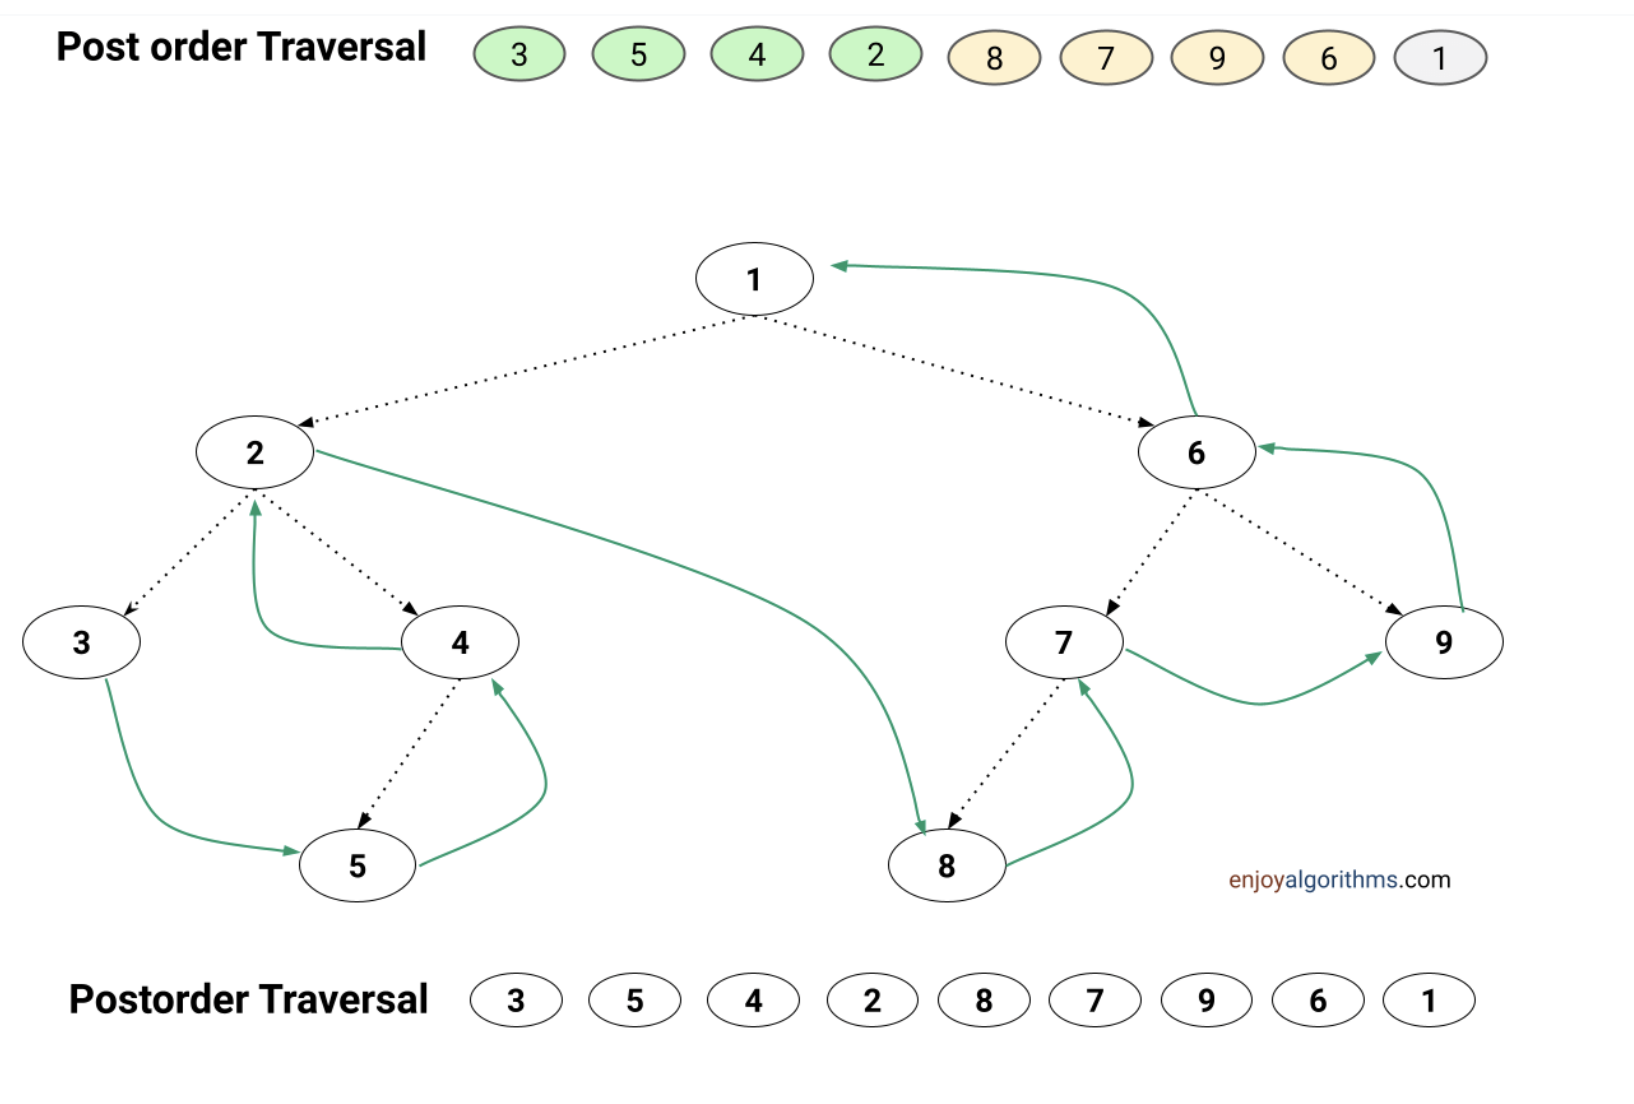 Post order Traversal 3 5 4 2 8 7 9 6 1
1
2 6
3 4 7 9
5 8
enjoyalgorithms.com
Postorder Traversal 3 5 4 2 8 7 9 6 1